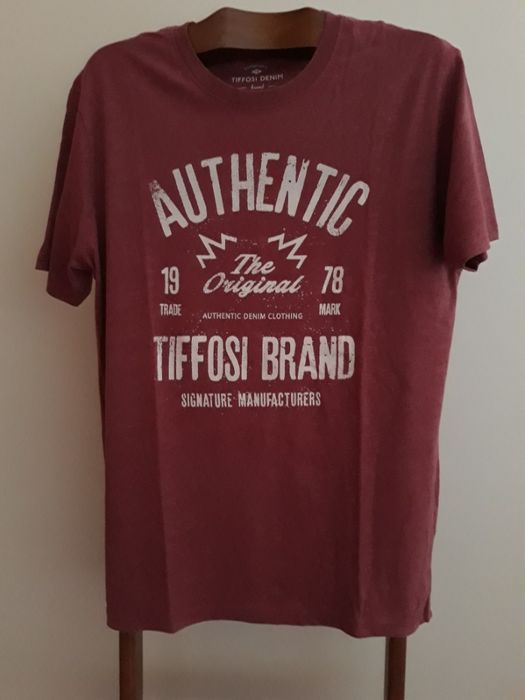 TIFFOSI DENIM
AUTHENTIC
The
Original
19 78
TRADE MARK
AUTHENTIC DENIM CLOTHING
TIFFOSI BRAND
SIGNATURE MANUFACTURERS